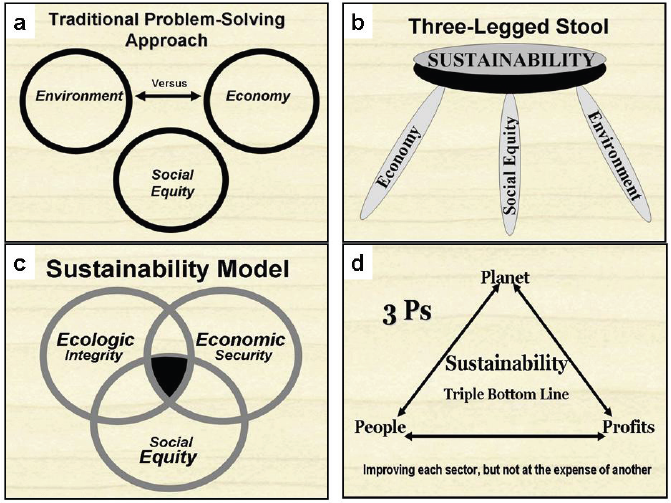 a
Traditional Problem-Solving
Approach
Versus
Environment
Economy
Social
Equity
b
Three-Legged Stool
SUSTAINABILITY
Economy
Social Equity
Environment
c
Sustainability Model
Ecologic
Integrity
Economic
Security
Social
Equity
d
Planet
3 Ps
Sustainability
Triple Bottom Line
People
Profits
Improving each sector, but not at the expense of another